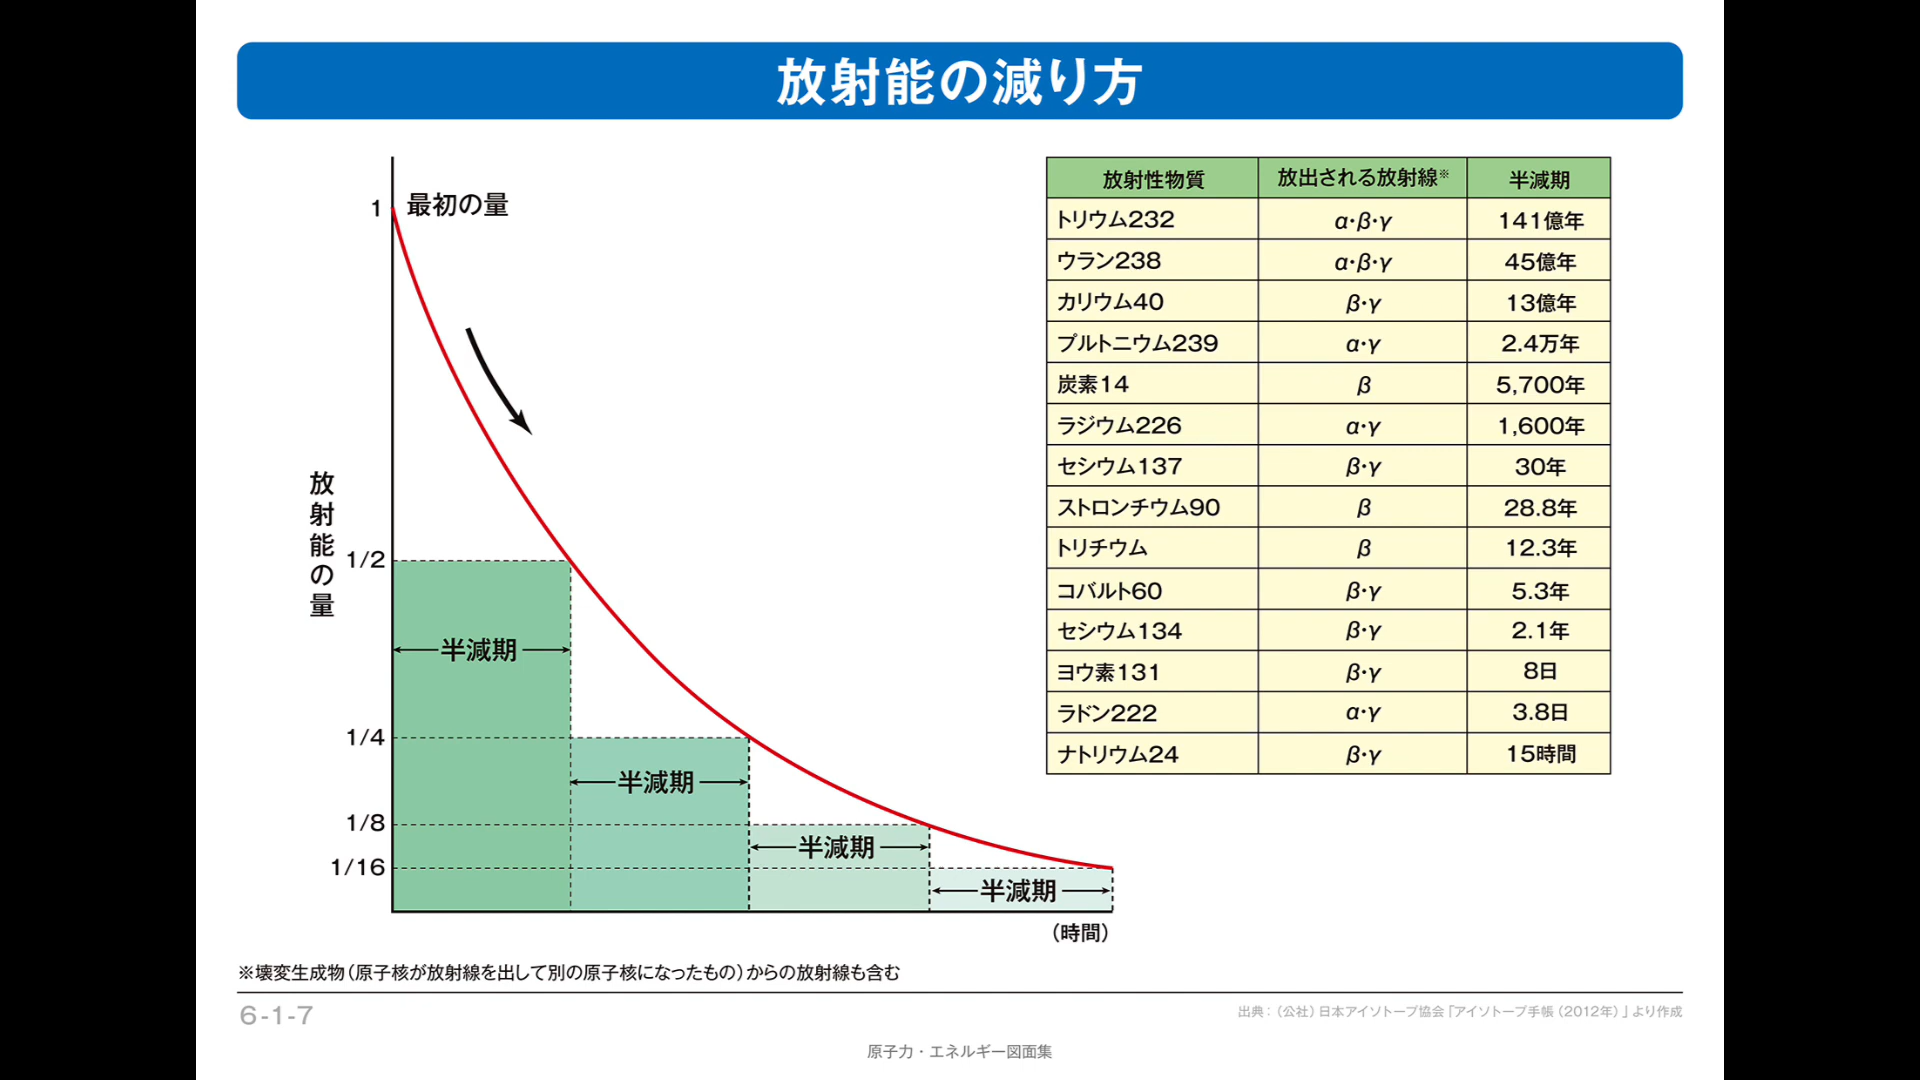 放射能の減り方
1 最初の量
放射能の量
1/2
半減期
1/4
半減期
1/8
半減期
1/16
半減期
（時間）
放射性物質 放出される放射線※ 半減期
トリウム232 α・β・γ 141億年
ウラン238 α・β・γ 45億年
カリウム40 β・γ 13億年
プルトニウム239 α・γ 2.4万年
炭素14 β 5,700年
ラジウム226 α・γ 1,600年
セシウム137 β・γ 30年
ストロンチウム90 β 28.8年
トリチウム β 12.3年
コバルト60 β・γ 5.3年
セシウム134 β・γ 2.1年
ヨウ素131 β・γ 8日
ラドン222 α・γ 3.8日
ナトリウム24 β・γ 15時間
※壊変生成物（原子核が放射線を出して別の原子核になったもの）からの放射線も含む
6-1-7
出典：（公社）日本アイソトープ協会「アイソトープ手帳（2012年）」より作成
原子力・エネルギー図面集